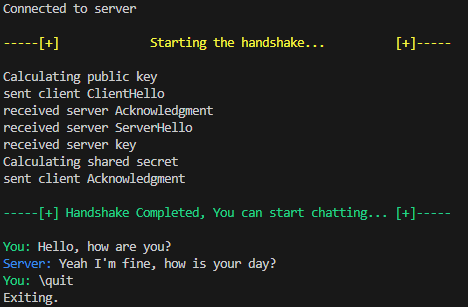 Connected to server
-----[+] Starting the handshake... [+]-----
Calculating public key
sent client ClientHello
received server Acknowledgment
received server ServerHello
received server key
Calculating shared secret
sent client Acknowledgment
-----[+] Handshake Completed, You can start chatting... [+]-----
You: Hello, how are you?
Server: Yeah I'm fine, how is your day?
You: \quit
Exiting.